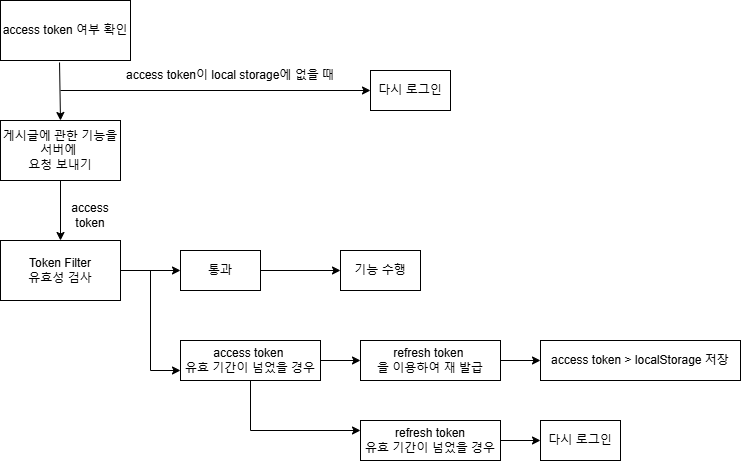 access token 여부 확인
access token이 local storage에 없을 때
다시 로그인
게시글에 관한 기능을
서버에
요청 보내기
access
token
Token Filter
유효성 검사
통과
기능 수행
access token
유효 기간이 넘었을 경우
refresh token
을 이용하여 재 발급
access token > localStorage 저장
refresh token
유효 기간이 넘었을 경우
다시 로그인